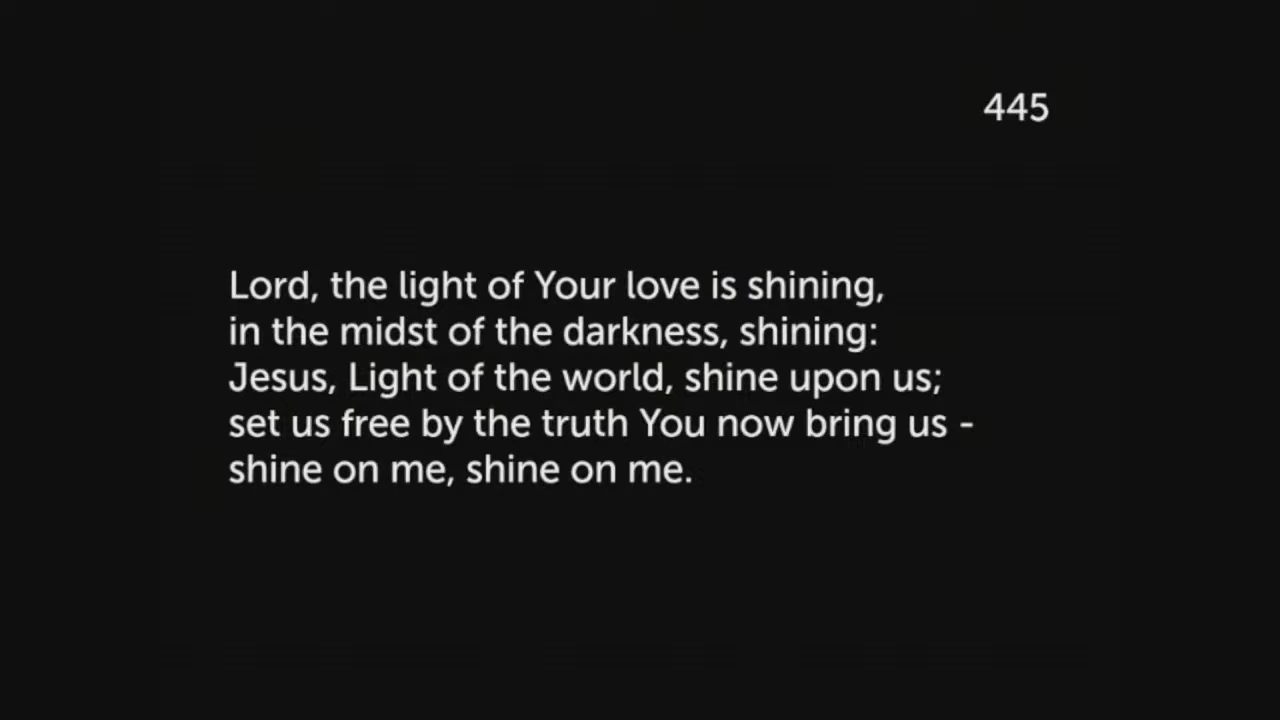 445
Lord, the light of Your love is shining,
in the midst of the darkness, shining:
Jesus, Light of the world, shine upon us;
set us free by the truth You now bring us -
shine on me, shine on me.